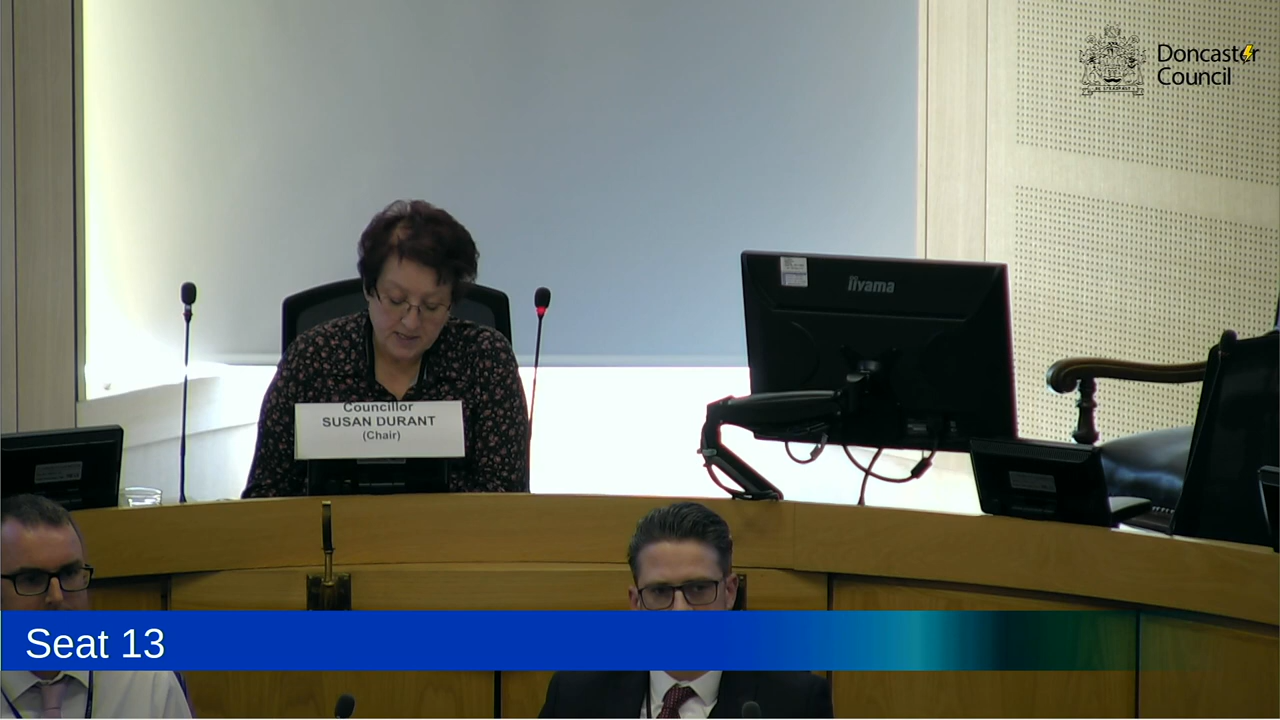 Doncaster
Council
iiyama
Councillor
SUSAN DURANT
(Chair)
Seat 13